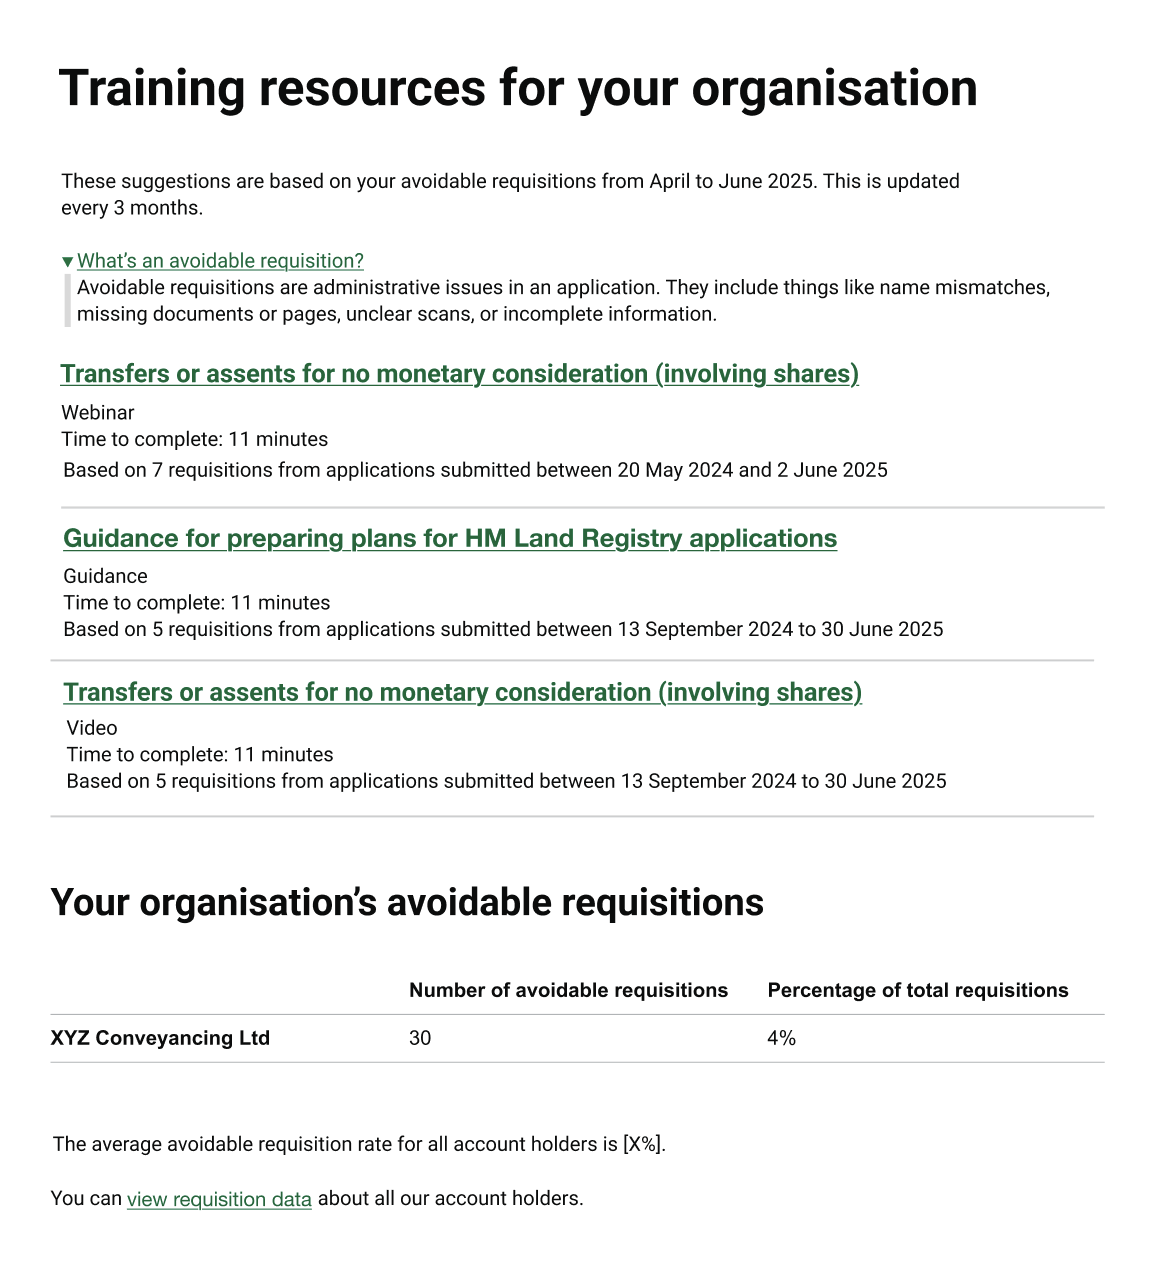 Training resources for your organisation
These suggestions are based on your avoidable requisitions from April to June 2025. This is updated
every 3 months.
▼ What’s an avoidable requisition?
Avoidable requisitions are administrative issues in an application. They include things like name mismatches,
missing documents or pages, unclear scans, or incomplete information.
Transfers or assents for no monetary consideration (involving shares)
Webinar
Time to complete: 11 minutes
Based on 7 requisitions from applications submitted between 20 May 2024 and 2 June 2025
Guidance for preparing plans for HM Land Registry applications
Guidance
Time to complete: 11 minutes
Based on 5 requisitions from applications submitted between 13 September 2024 to 30 June 2025
Transfers or assents for no monetary consideration (involving shares)
Video
Time to complete: 11 minutes
Based on 5 requisitions from applications submitted between 13 September 2024 to 30 June 2025
Your organisation’s avoidable requisitions
Number of avoidable requisitions Percentage of total requisitions
XYZ Conveyancing Ltd 30 4%
The average avoidable requisition rate for all account holders is [X%].
You can view requisition data about all our account holders.